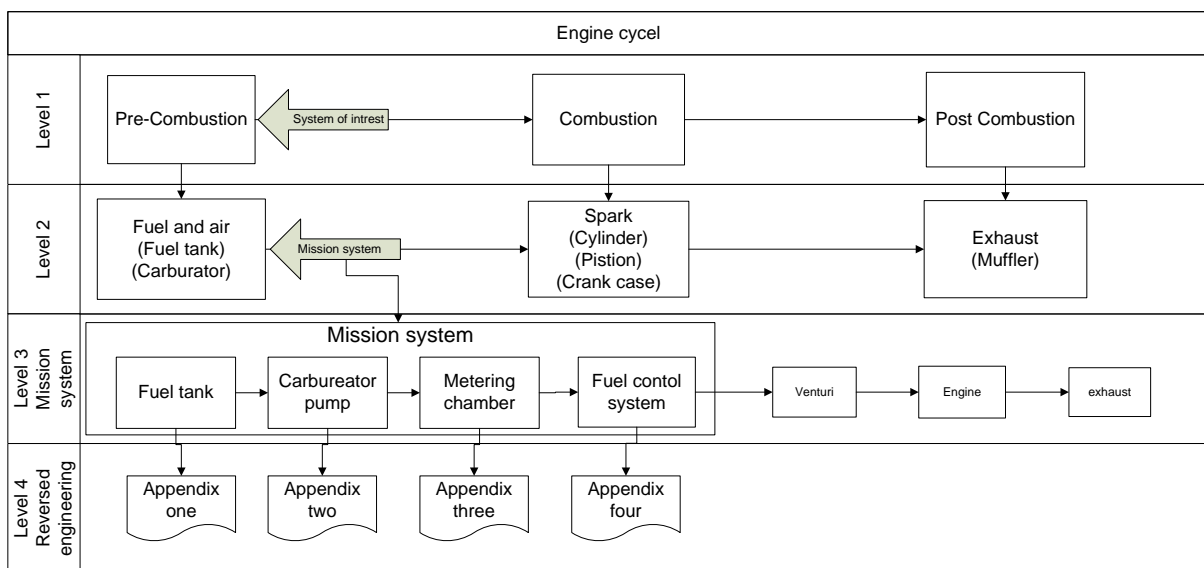 Engine cycel
Level 1
Pre-Combustion
System of intrest
Combustion
Post Combustion
Level 2
Fuel and air
(Fuel tank)
(Carburator)
Mission system
Spark
(Cylinder)
(Pistion)
(Crank case)
Exhaust
(Muffler)
Level 3
Mission
system
Mission system
Fuel tank
Carbureator
pump
Metering
chamber
Fuel contol
system
Venturi
Engine
exhaust
Level 4
Reversed
engineering
Appendix
one
Appendix
two
Appendix
three
Appendix
four